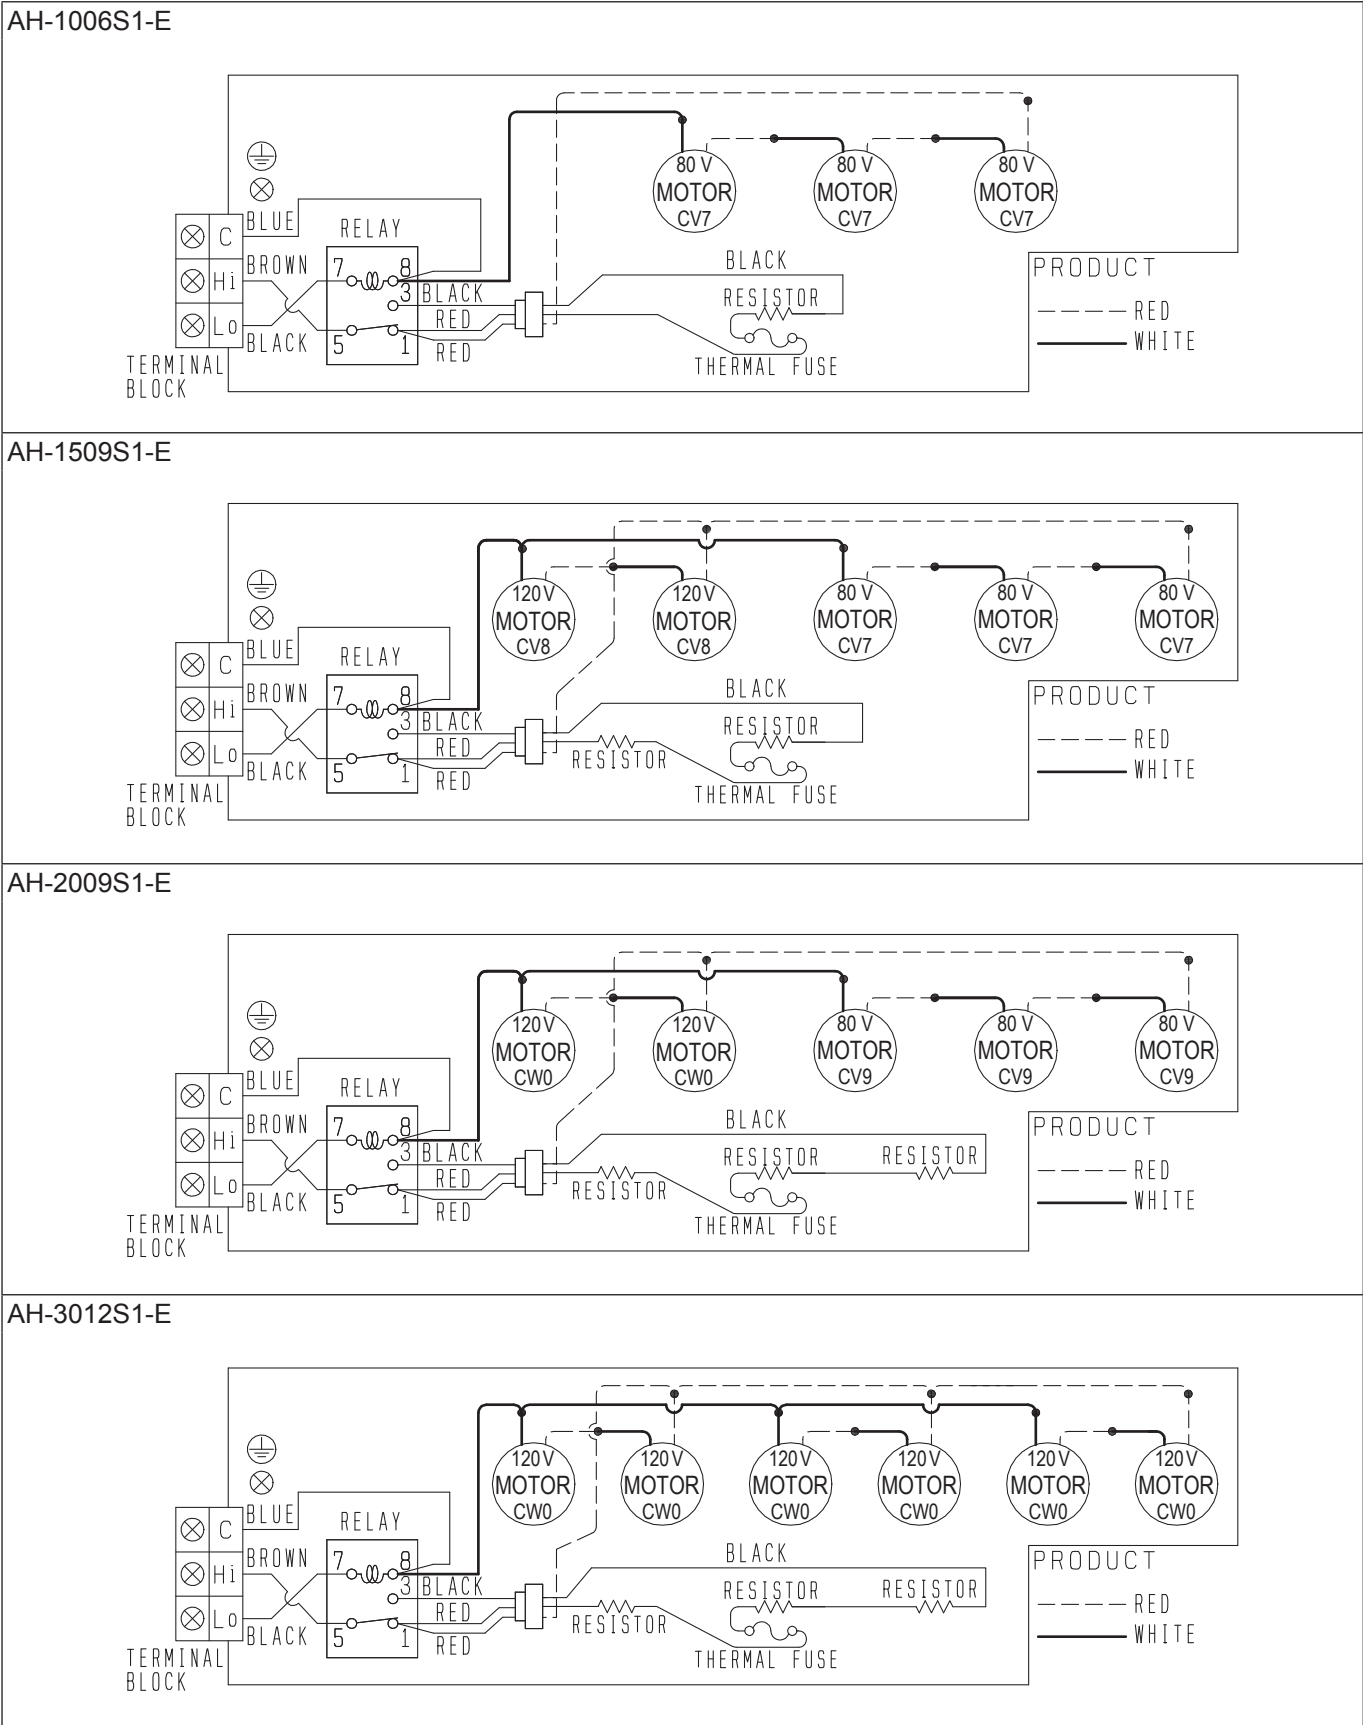 AH-1006S1-E
80 V 80 V 80 V
MOTOR MOTOR MOTOR
CV7 CV7 CV7
BLUE
RELAY
C
BROWN
7 8
BLACK
PRODUCT
Hi
3 BLACK
RESISTOR
RED
RED
Lo
BLACK
5 1
RED
WHITE
TERMINAL
BLOCK
THERMAL FUSE
AH-1509S1-E
120 V 120 V 80 V 80 V 80 V
MOTOR MOTOR MOTOR MOTOR MOTOR
CV8 CV8 CV7 CV7 CV7
BLUE
RELAY
C
BROWN
7 8
BLACK
PRODUCT
Hi
3 BLACK
RESISTOR
RED
RED
Lo
RESISTOR
BLACK
5 1
RED
WHITE
TERMINAL
BLOCK
THERMAL FUSE
AH-2009S1-E
120 V 120 V 80 V 80 V 80 V
MOTOR MOTOR MOTOR MOTOR MOTOR
CW0 CW0 CV9 CV9 CV9
BLUE
RELAY
C
BROWN
7 8
BLACK
PRODUCT
Hi
3 BLACK
RESISTOR RESISTOR
RED
RED
Lo
RESISTOR
BLACK
5 1
RED
WHITE
TERMINAL
BLOCK
THERMAL FUSE
AH-3012S1-E
120 V 120 V 120 V 120 V 120 V 120 V
MOTOR MOTOR MOTOR MOTOR MOTOR MOTOR
CW0 CW0 CW0 CW0 CW0 CW0
BLUE
RELAY
C
BROWN
7 8
BLACK
PRODUCT
Hi
3 BLACK
RESISTOR RESISTOR
RED
RED
Lo
RESISTOR
BLACK
5 1
RED
WHITE
TERMINAL
BLOCK
THERMAL FUSE